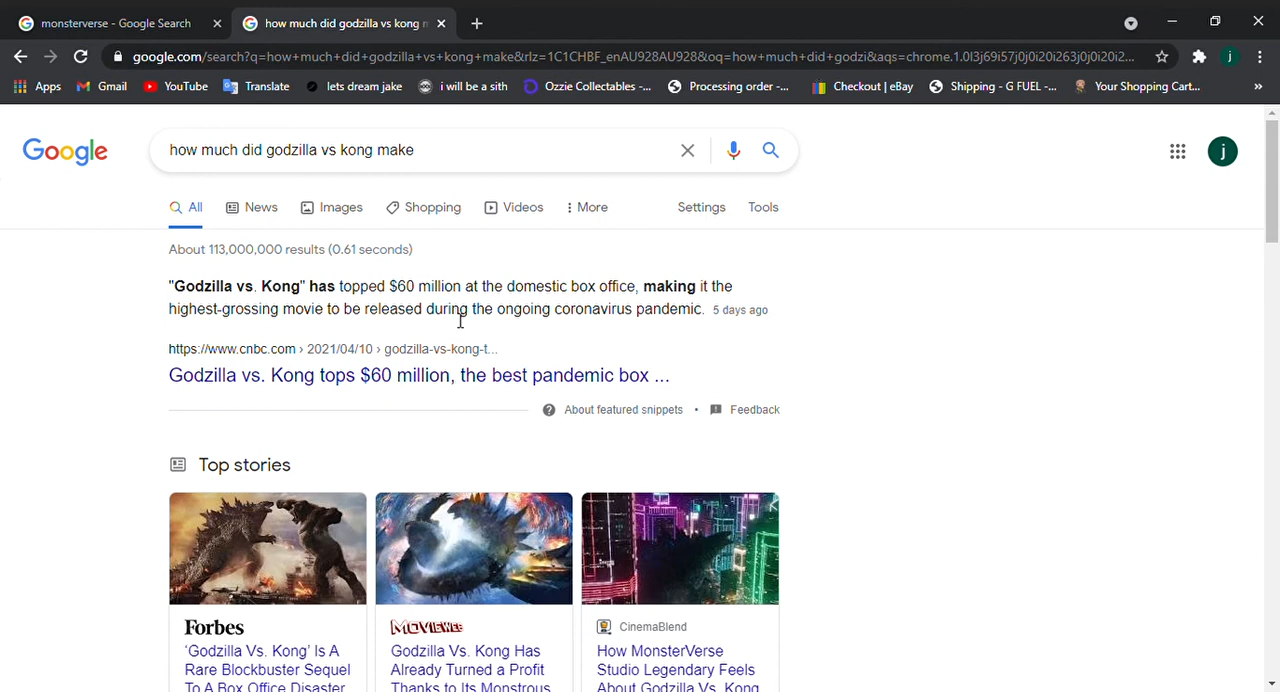 monsterverse - Google Search
how much did godzilla vs kong m
google.com/search?q=how+much+did+godzilla+vs+kong+make&rlz=1C1CHBF_enAU928AU928&oq=how+much+did+godzi&aqs=chrome.1.0l3j69i57j0j0i20i263j0j0i20i2...
j
Apps
Gmail
YouTube
Translate
lets dream jake
i will be a sith
Ozzie Collectables -...
Processing order -...
Checkout | eBay
Shipping - G FUEL -...
Your Shopping Cart...
»
Google
how much did godzilla vs kong make
j
All
News
Images
Shopping
Videos
More
Settings
Tools
About 113,000,000 results (0.61 seconds)
"Godzilla vs. Kong" has topped $60 million at the domestic box office, making it the
highest-grossing movie to be released during the ongoing coronavirus pandemic. 5 days ago
https://www.cnbc.com › 2021/04/10 › godzilla-vs-kong-t...
Godzilla vs. Kong tops $60 million, the best pandemic box ...
About featured snippets • Feedback
Top stories
Forbes
'Godzilla Vs. Kong' Is A
Rare Blockbuster Sequel
To A Box Office Disaster
MOVIEWEB
Godzilla Vs. Kong Has
Already Turned a Profit
Thanks to Its Monstrous
CinemaBlend
How MonsterVerse
Studio Legendary Feels
About Godzilla Vs. Kong